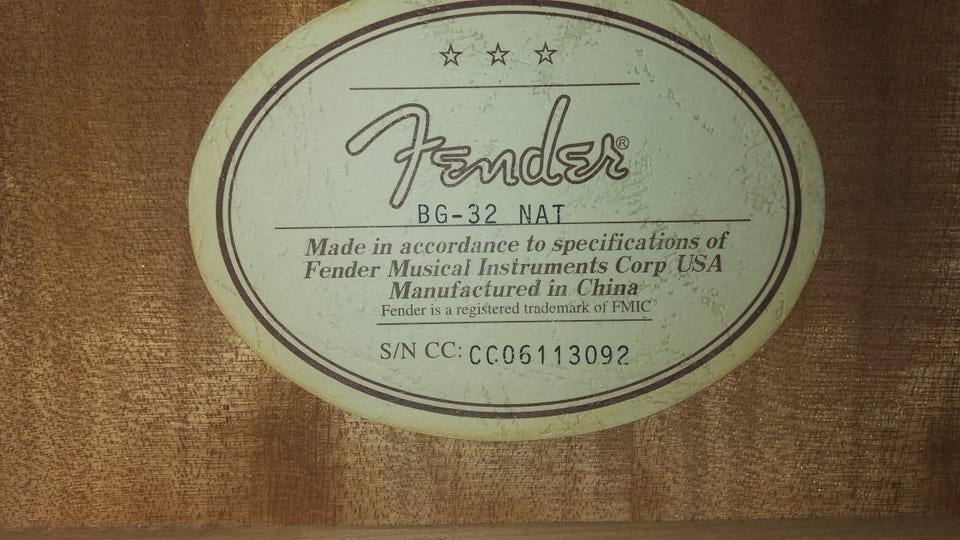 ☆ ☆ ☆
Fender®
BG-32 NAT
Made in accordance to specifications of
Fender Musical Instruments Corp USA
Manufactured in China
Fender is a registered trademark of FMIC
S/N CC: CC06113092